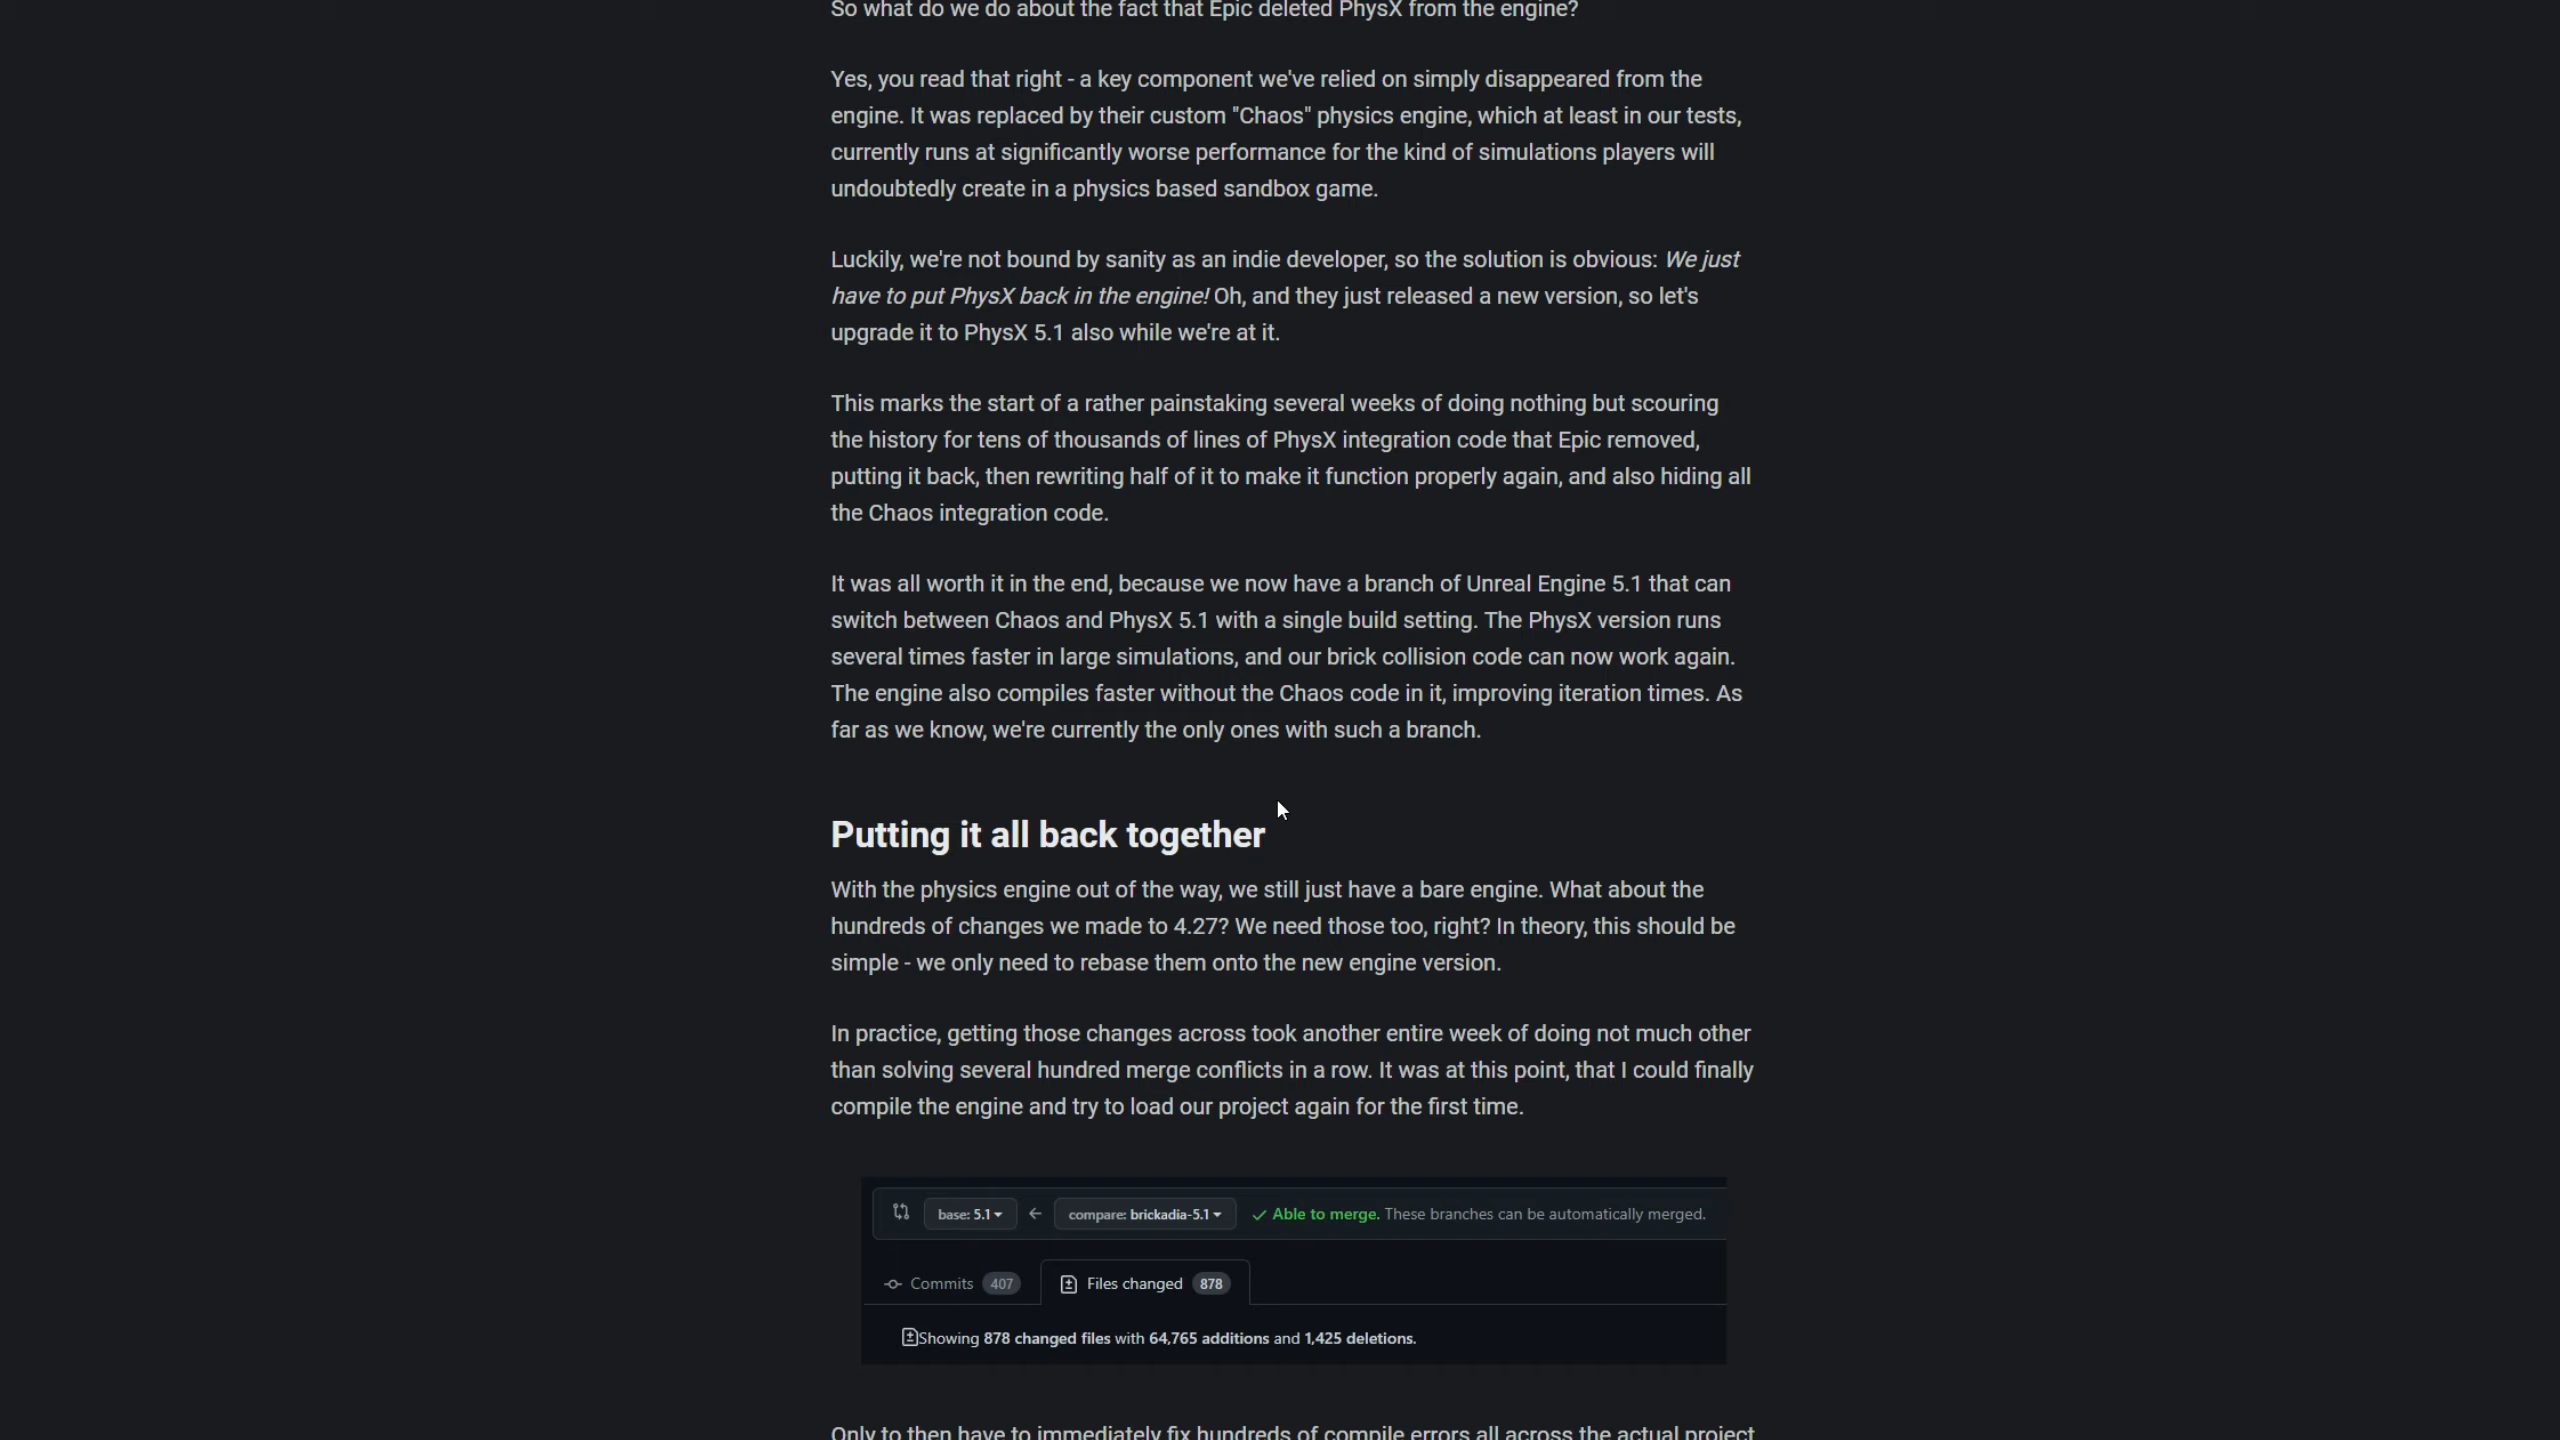 So what do we do about the fact that Epic deleted PhysX from the engine?
Yes, you read that right - a key component we've relied on simply disappeared from the
engine. It was replaced by their custom "Chaos" physics engine, which at least in our tests,
currently runs at significantly worse performance for the kind of simulations players will
undoubtedly create in a physics based sandbox game.
Luckily, we're not bound by sanity as an indie developer, so the solution is obvious: We just
have to put PhysX back in the engine! Oh, and they just released a new version, so let's
upgrade it to PhysX 5.1 also while we're at it.
This marks the start of a rather painstaking several weeks of doing nothing but scouring
the history for tens of thousands of lines of PhysX integration code that Epic removed,
putting it back, then rewriting half of it to make it function properly again, and also hiding all
the Chaos integration code.
It was all worth it in the end, because we now have a branch of Unreal Engine 5.1 that can
switch between Chaos and PhysX 5.1 with a single build setting. The PhysX version runs
several times faster in large simulations, and our brick collision code can now work again.
The engine also compiles faster without the Chaos code in it, improving iteration times. As
far as we know, we're currently the only ones with such a branch.
Putting it all back together
With the physics engine out of the way, we still just have a bare engine. What about the
hundreds of changes we made to 4.27? We need those too, right? In theory, this should be
simple - we only need to rebase them onto the new engine version.
In practice, getting those changes across took another entire week of doing not much other
than solving several hundred merge conflicts in a row. It was at this point, that I could finally
compile the engine and try to load our project again for the first time.
base: 5.1 compare: brickadia-5.1 Able to merge. These branches can be automatically merged.
Commits 407 Files changed 878
Showing 878 changed files with 64,765 additions and 1,425 deletions.
Only to then have to immediately fix hundreds of compile errors all across the actual project